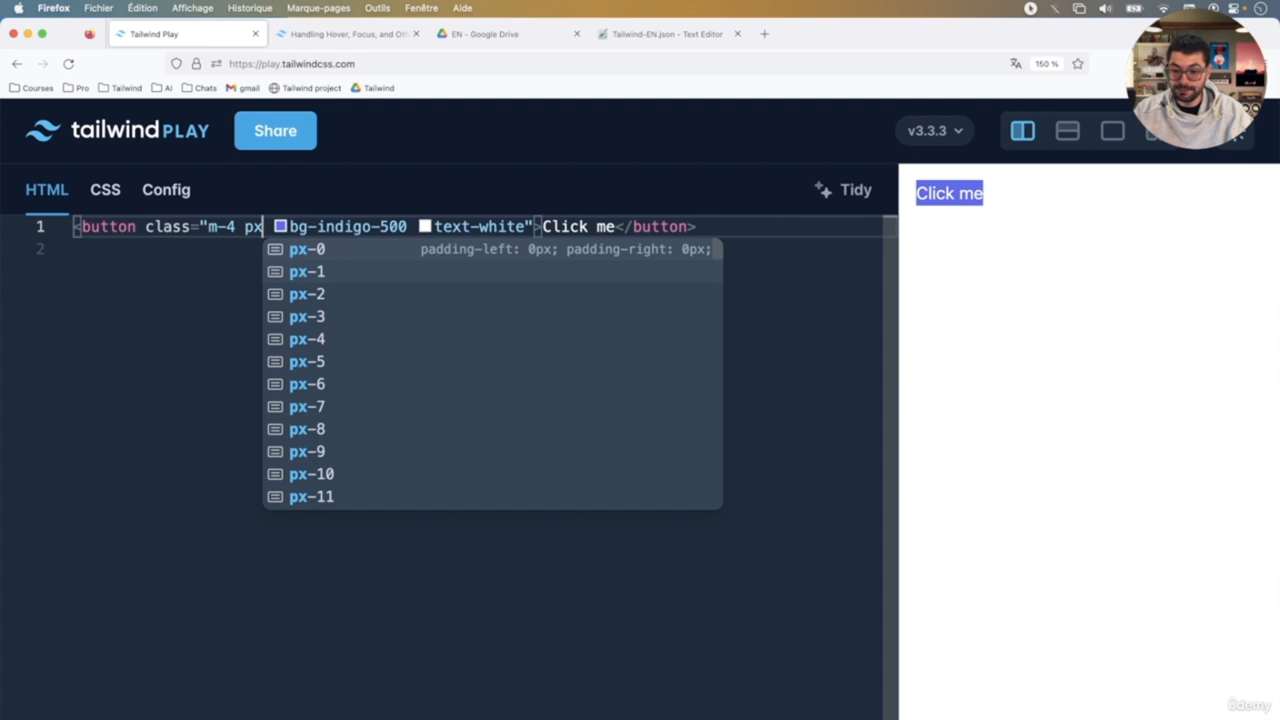 Firefox Fichier Édition Affichage Historique Marque-pages Outils Fenêtre Aide
Tailwind Play
Handling Hover, Focus, and Oth
EN - Google Drive
Tailwind-EN.json - Text Editor
https://play.tailwindcss.com
150 %
Courses Pro Tailwind AI Chats gmail Tailwind project Tailwind
tailwind PLAY
Share
v3.3.3
HTML CSS Config
Tidy
1 <button class="m-4 px bg-indigo-500 text-white">Click me</button>
2
px-0 padding-left: 0px; padding-right: 0px;
px-1
px-2
px-3
px-4
px-5
px-6
px-7
px-8
px-9
px-10
px-11
Click me
ûdemy